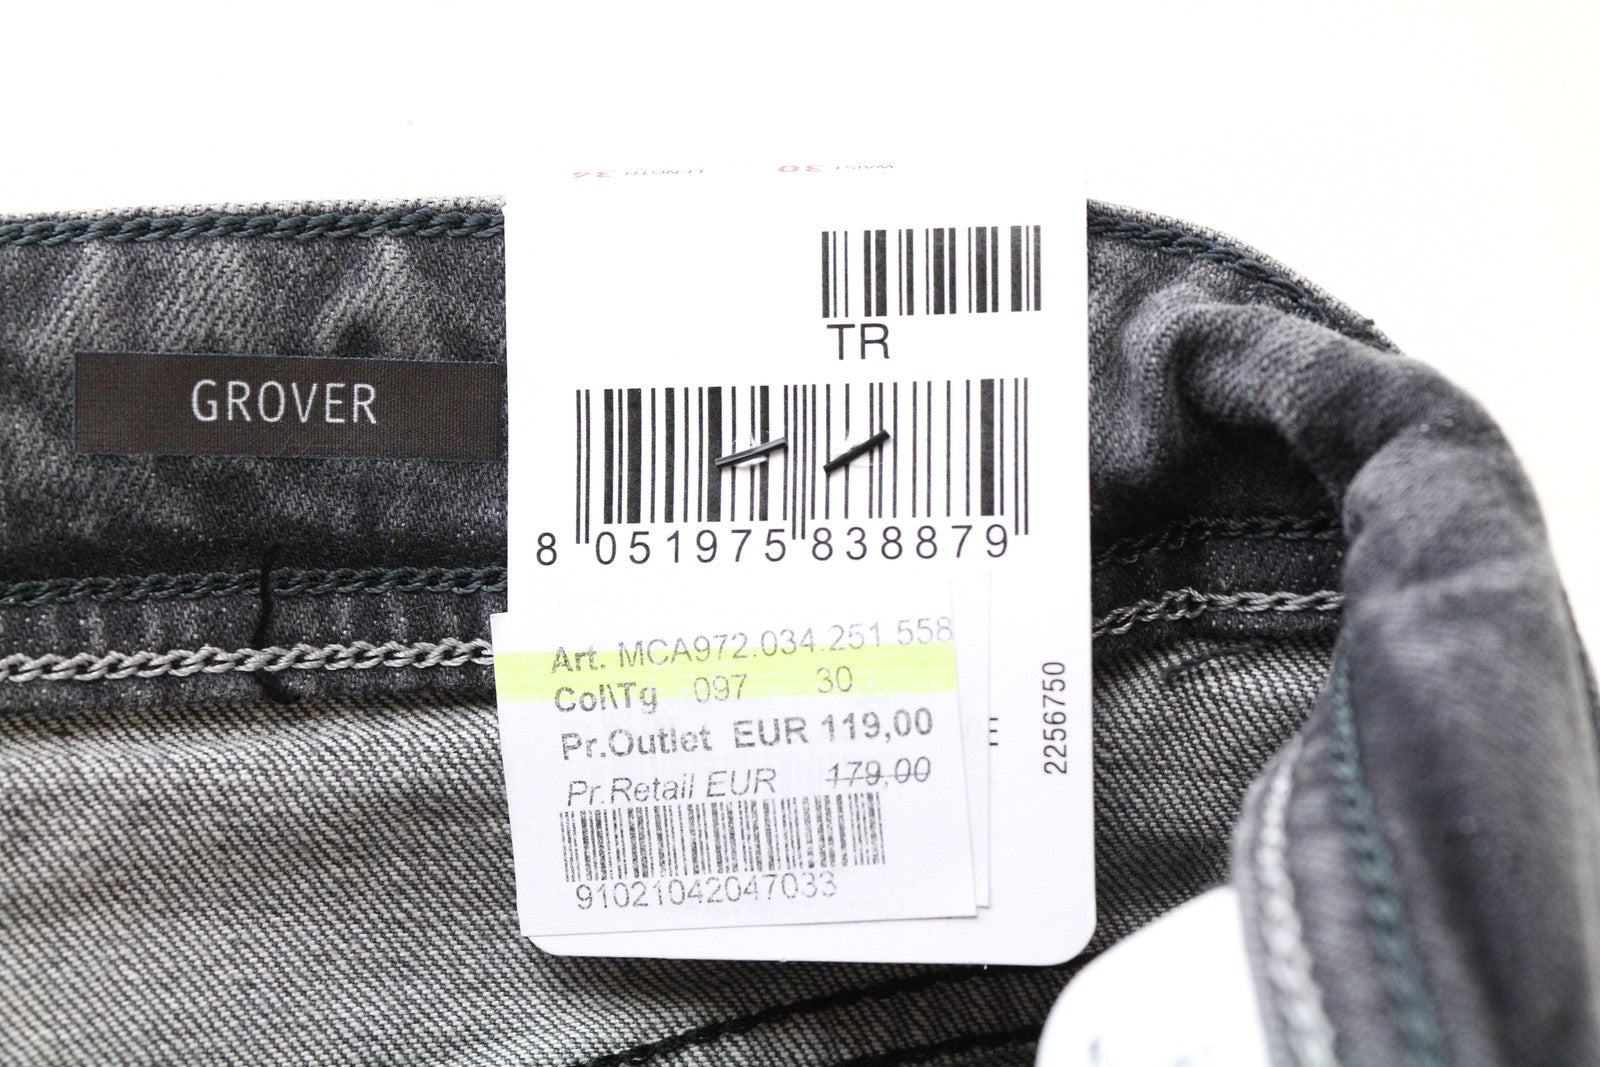 LENGTH 34 WAIST 30
TR
GROVER
8 051975 838879
Art. MCA972.034.251 558
Col\Tg 097 30
Pr.Outlet EUR 119,00
Pr.Retail EUR 179,00
91021042047033
E
2256750